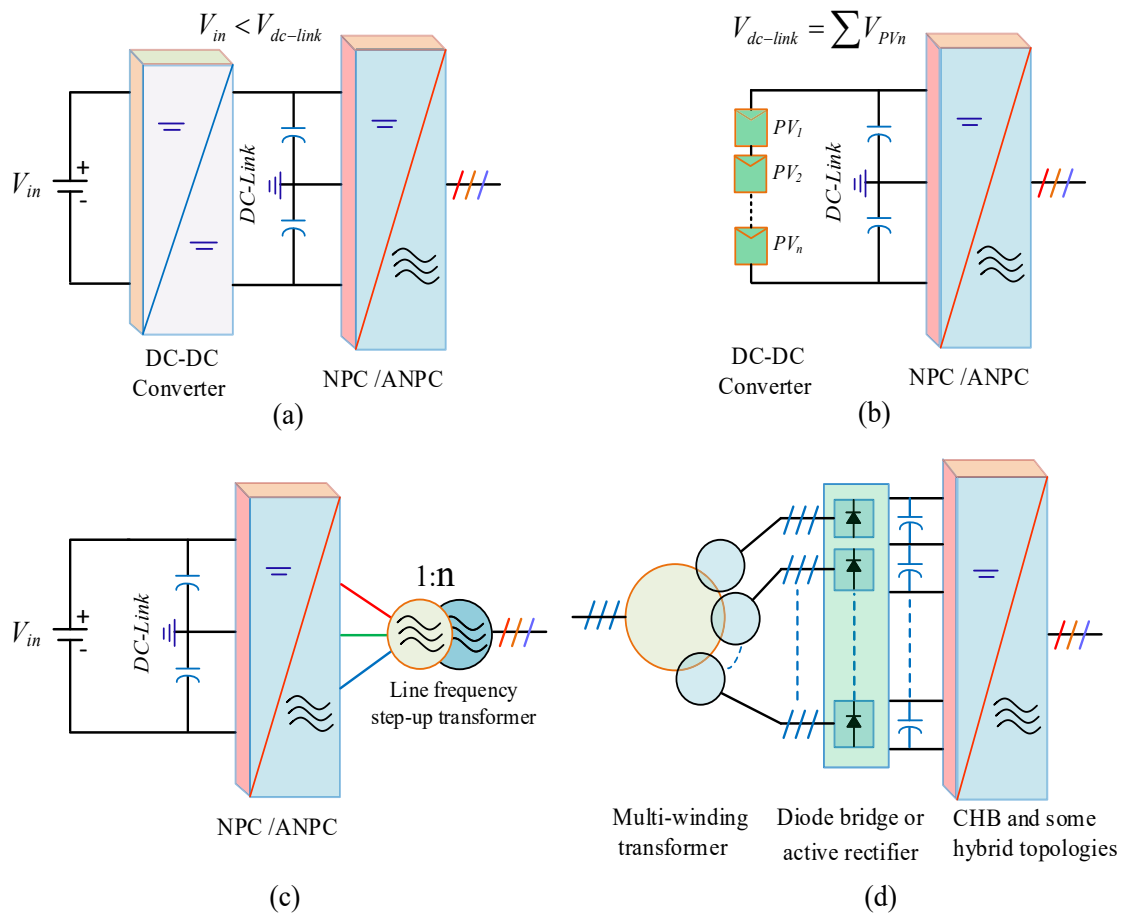 V_in < V_dc−link
V_in
+
-
DC-Link
DC-DC
Converter
NPC /ANPC
(a)
V_dc−link = ∑ V_PVn
PV_1
PV_2
PV_n
DC-Link
DC-DC
Converter
NPC /ANPC
(b)
V_in
+
-
DC-Link
1:n
Line frequency
step-up transformer
NPC /ANPC
(c)
Multi-winding
transformer
Diode bridge or
active rectifier
CHB and some
hybrid topologies
(d)